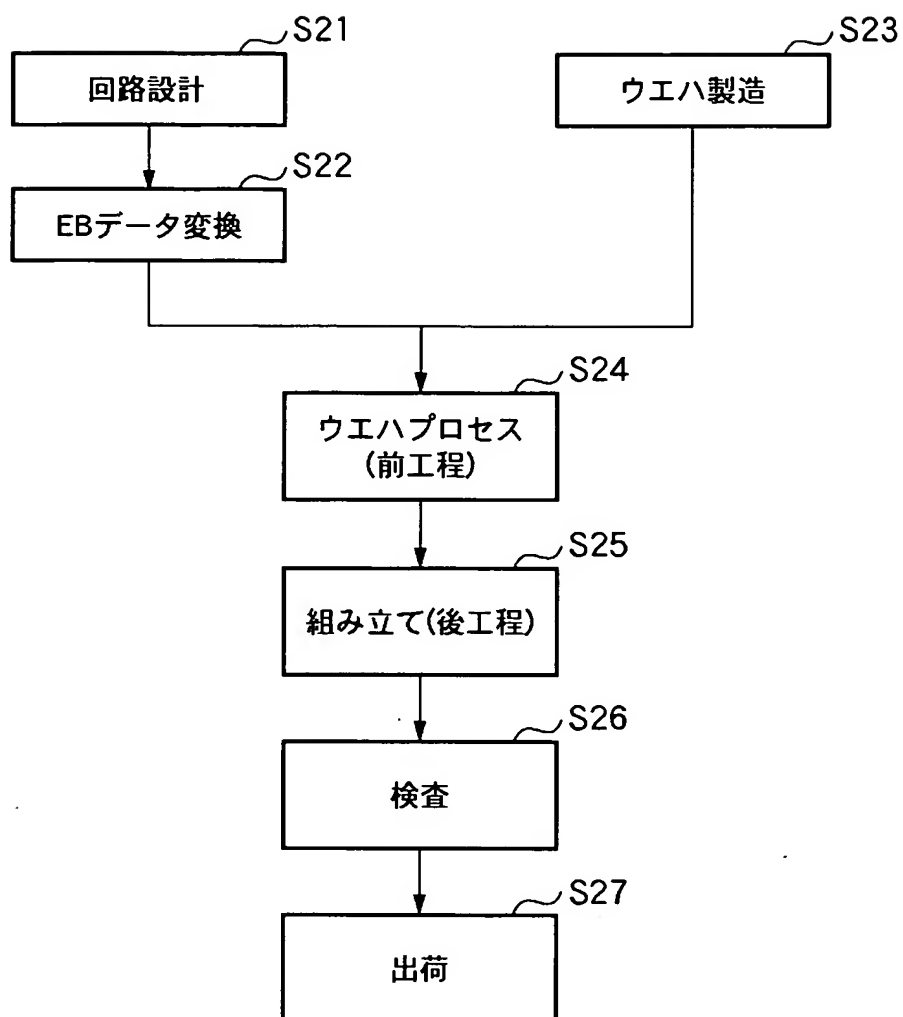 S21
回路設計
S23
ウエハ製造
S22
EBデータ変換
S24
ウエハプロセス
(前工程)
S25
組み立て(後工程)
S26
検査
S27
出荷